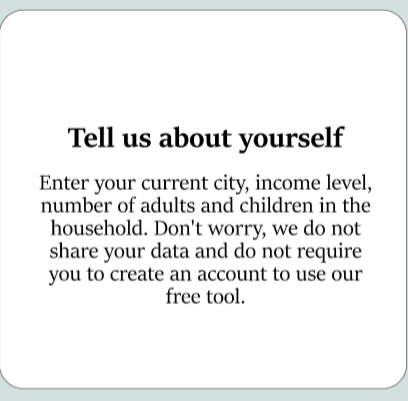 Tell us about yourself
Enter your current city, income level,
number of adults and children in the
household. Don't worry, we do not
share your data and do not require
you to create an account to use our
free tool.